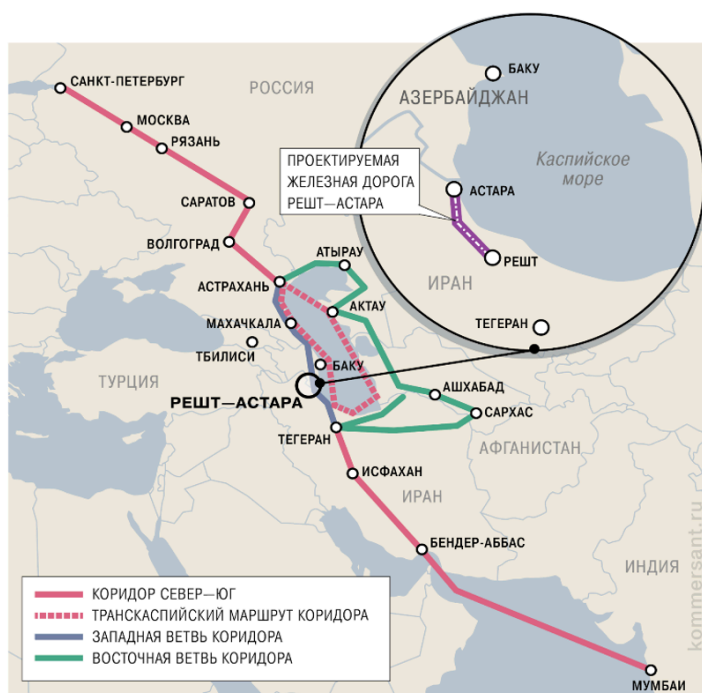 САНКТ-ПЕТЕРБУРГ
РОССИЯ
МОСКВА
РЯЗАНЬ
САРАТОВ
ВОЛГОГРАД
АСТРАХАНЬ
АТЫРАУ
АКТАУ
МАХАЧКАЛА
ТБИЛИСИ
БАКУ
ТУРЦИЯ
РЕШТ—АСТАРА
АШХАБАД
САРХАС
ТЕГЕРАН
АФГАНИСТАН
ИСФАХАН
ИРАН
БЕНДЕР-АББАС
ИНДИЯ
МУМБАИ
БАКУ
АЗЕРБАЙДЖАН
Каспийское
море
ПРОЕКТИРУЕМАЯ
ЖЕЛЕЗНАЯ ДОРОГА
РЕШТ—АСТАРА
АСТАРА
РЕШТ
ИРАН
ТЕГЕРАН
КОРИДОР СЕВЕР—ЮГ
ТРАНСКАСПИЙСКИЙ МАРШРУТ КОРИДОРА
ЗАПАДНАЯ ВЕТВЬ КОРИДОРА
ВОСТОЧНАЯ ВЕТВЬ КОРИДОРА
kommersant.ru